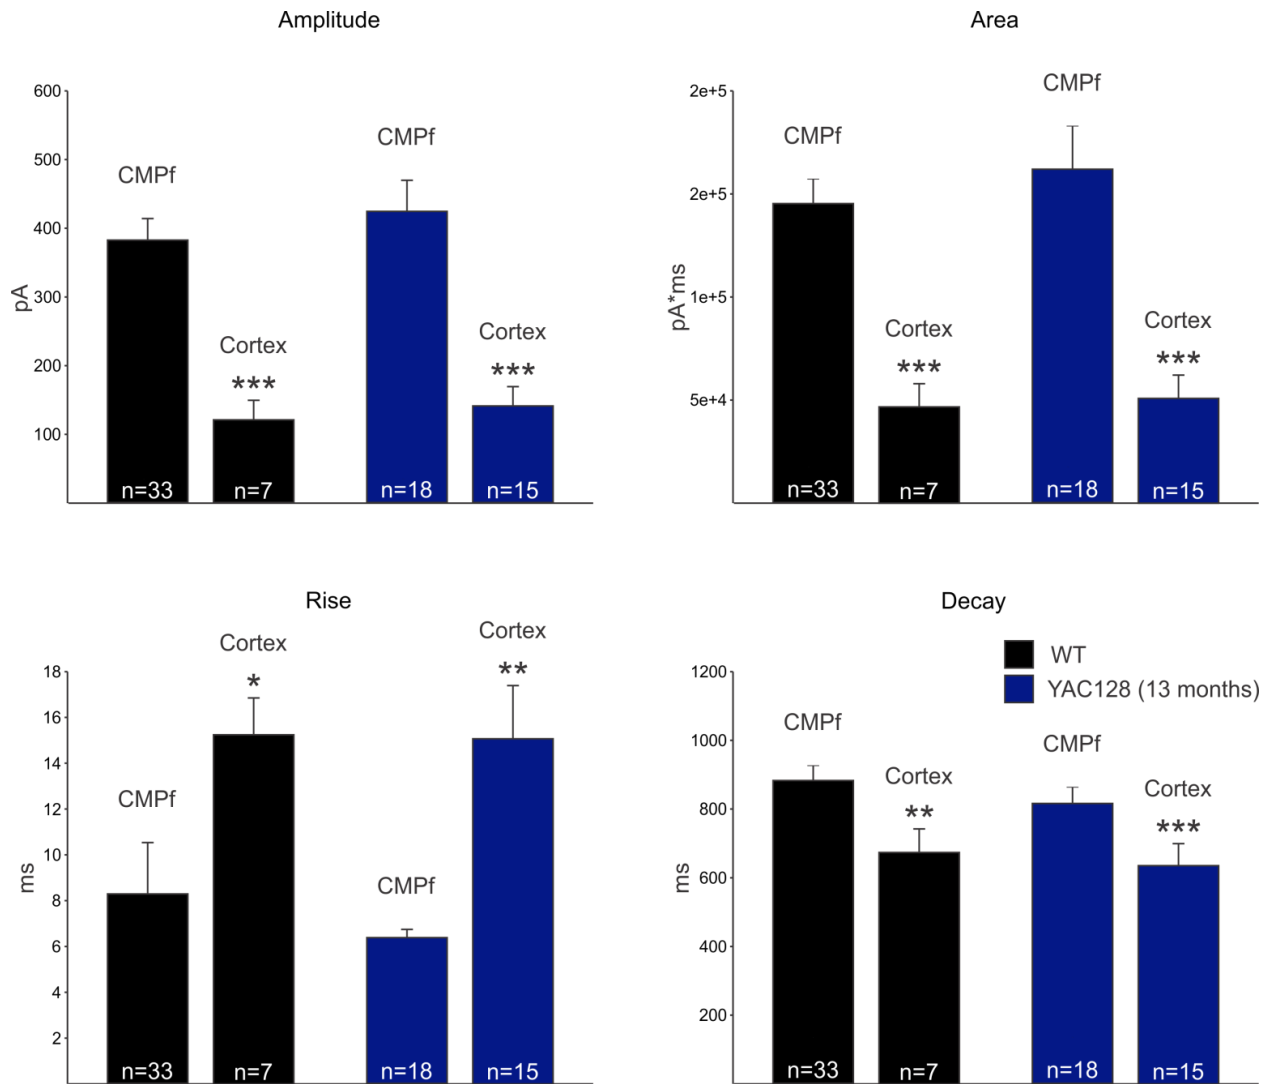 Amplitude
600
500
400
300
200
100
pA
CMPf
Cortex
***
CMPf
Cortex
***
n=33
n=7
n=18
n=15
Area
2e+5
2e+5
1e+5
5e+4
pA*ms
CMPf
Cortex
***
CMPf
Cortex
***
n=33
n=7
n=18
n=15
Rise
18
16
14
12
10
8
6
4
2
ms
CMPf
Cortex
*
CMPf
Cortex
**
n=33
n=7
n=18
n=15
Decay
WT
YAC128 (13 months)
1200
1000
800
600
400
200
ms
CMPf
Cortex
**
CMPf
Cortex
***
n=33
n=7
n=18
n=15